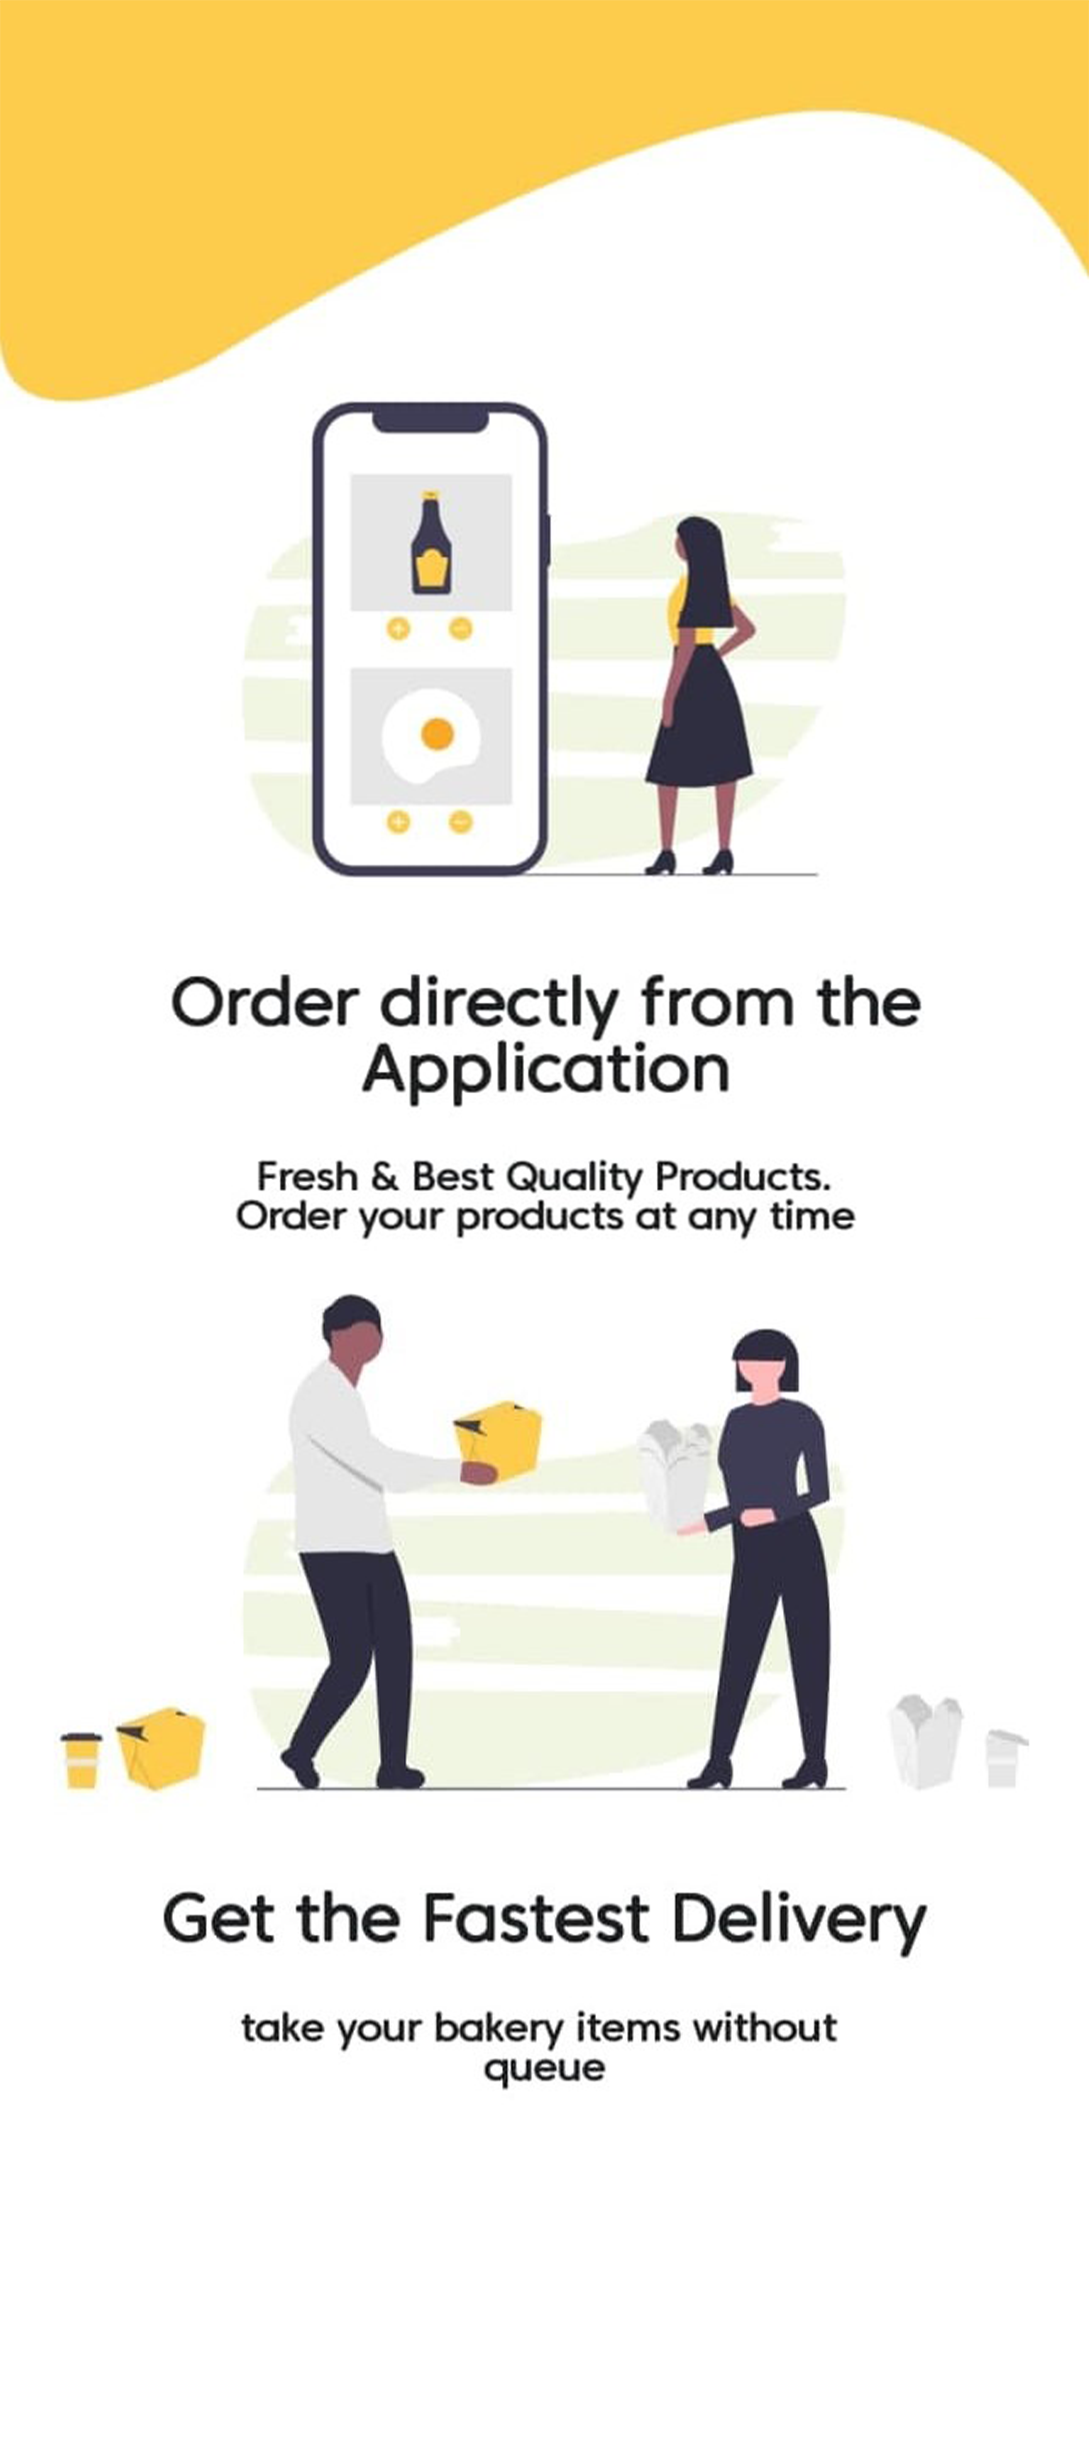 Order directly from the
Application
Fresh & Best Quality Products.
Order your products at any time
Get the Fastest Delivery
take your bakery items without
queue